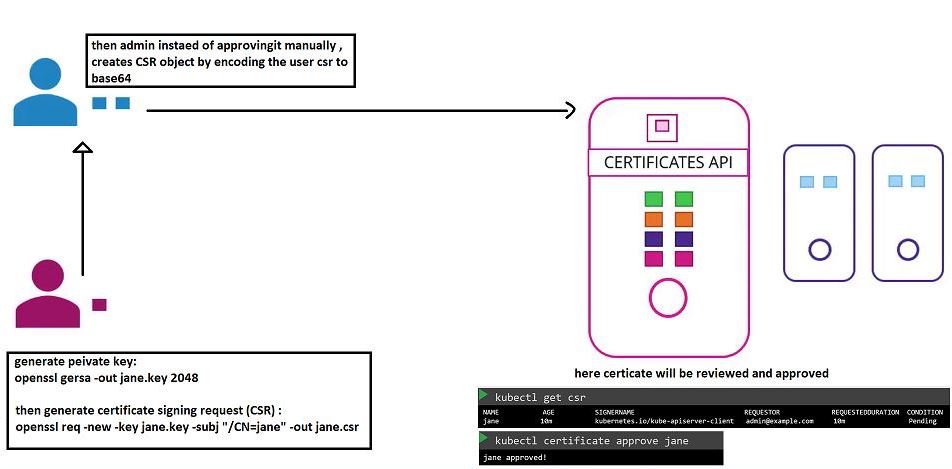 then admin instaed of approvingit manually ,
creates CSR object by encoding the user csr to
base64
CERTIFICATES API
generate peivate key:
openssl gersa -out jane.key 2048
then generate certificate signing request (CSR) :
openssl req -new -key jane.key -subj "/CN=jane" -out jane.csr
here certicate will be reviewed and approved
kubectl get csr
NAME AGE SIGNERNAME REQUESTOR REQUESTEDDURATION CONDITION
jane 10m kubernetes.io/kube-apiserver-client admin@example.com 10m Pending
kubectl certificate approve jane
jane approved!